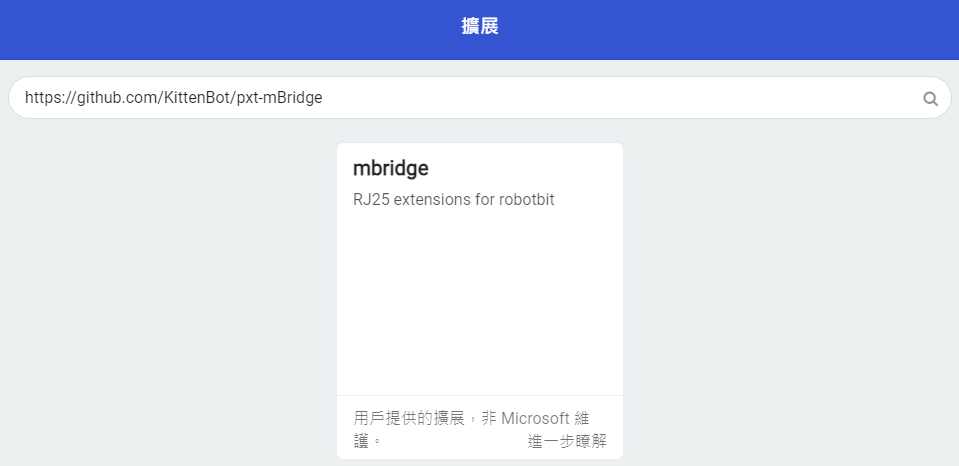 擴展
https://github.com/KittenBot/pxt-mBridge
mbridge
RJ25 extensions for robotbit
用戶提供的擴展，非 Microsoft 維
護。
進一步瞭解